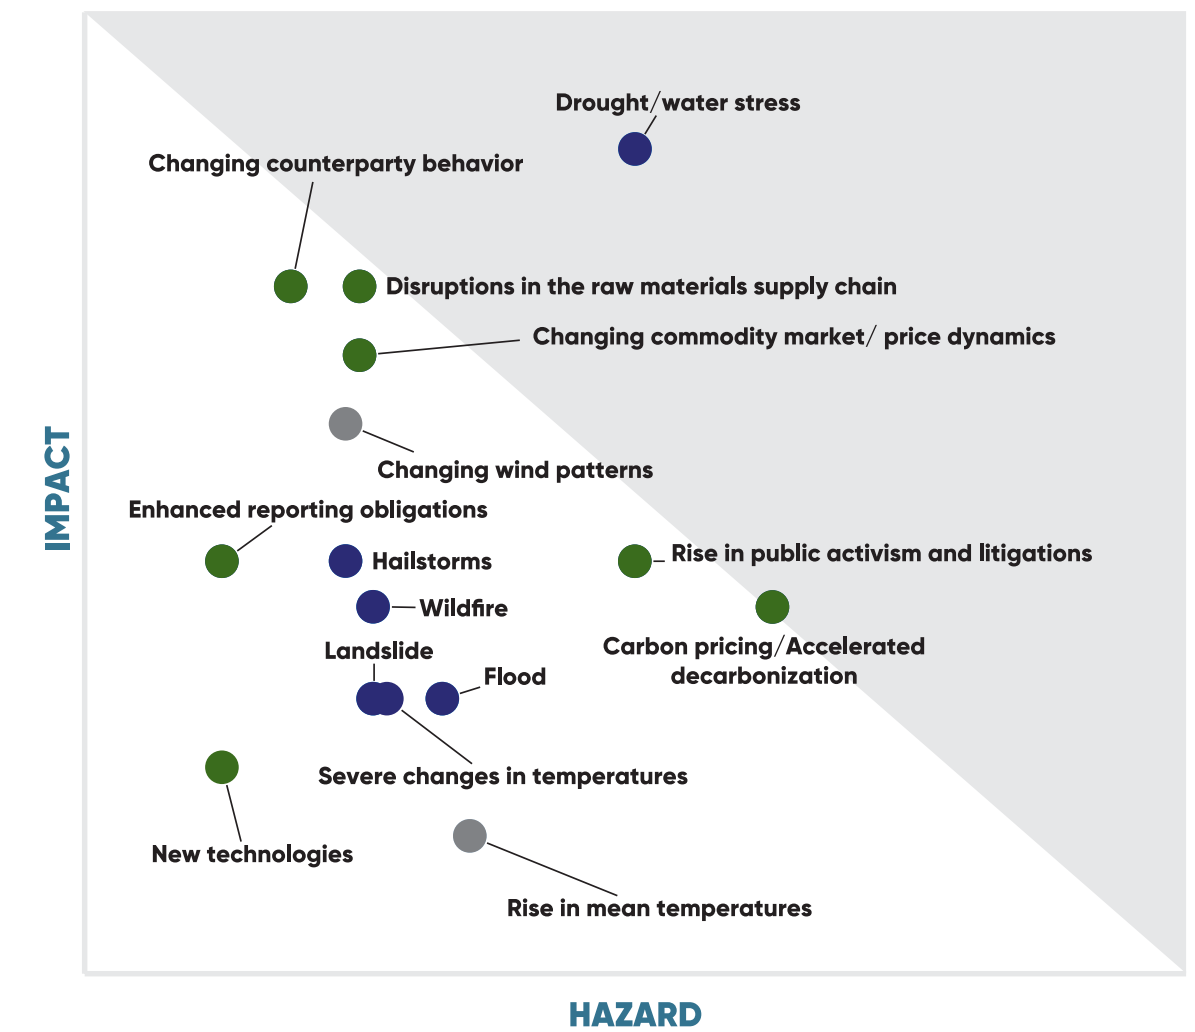 Drought/water stress
Changing counterparty behavior
Disruptions in the raw materials supply chain
Changing commodity market/ price dynamics
IMPACT
Changing wind patterns
Enhanced reporting obligations
Rise in public activism and litigations
Hailstorms
Wildfire
Carbon pricing/Accelerated
decarbonization
Landslide
Flood
Severe changes in temperatures
New technologies
Rise in mean temperatures
HAZARD